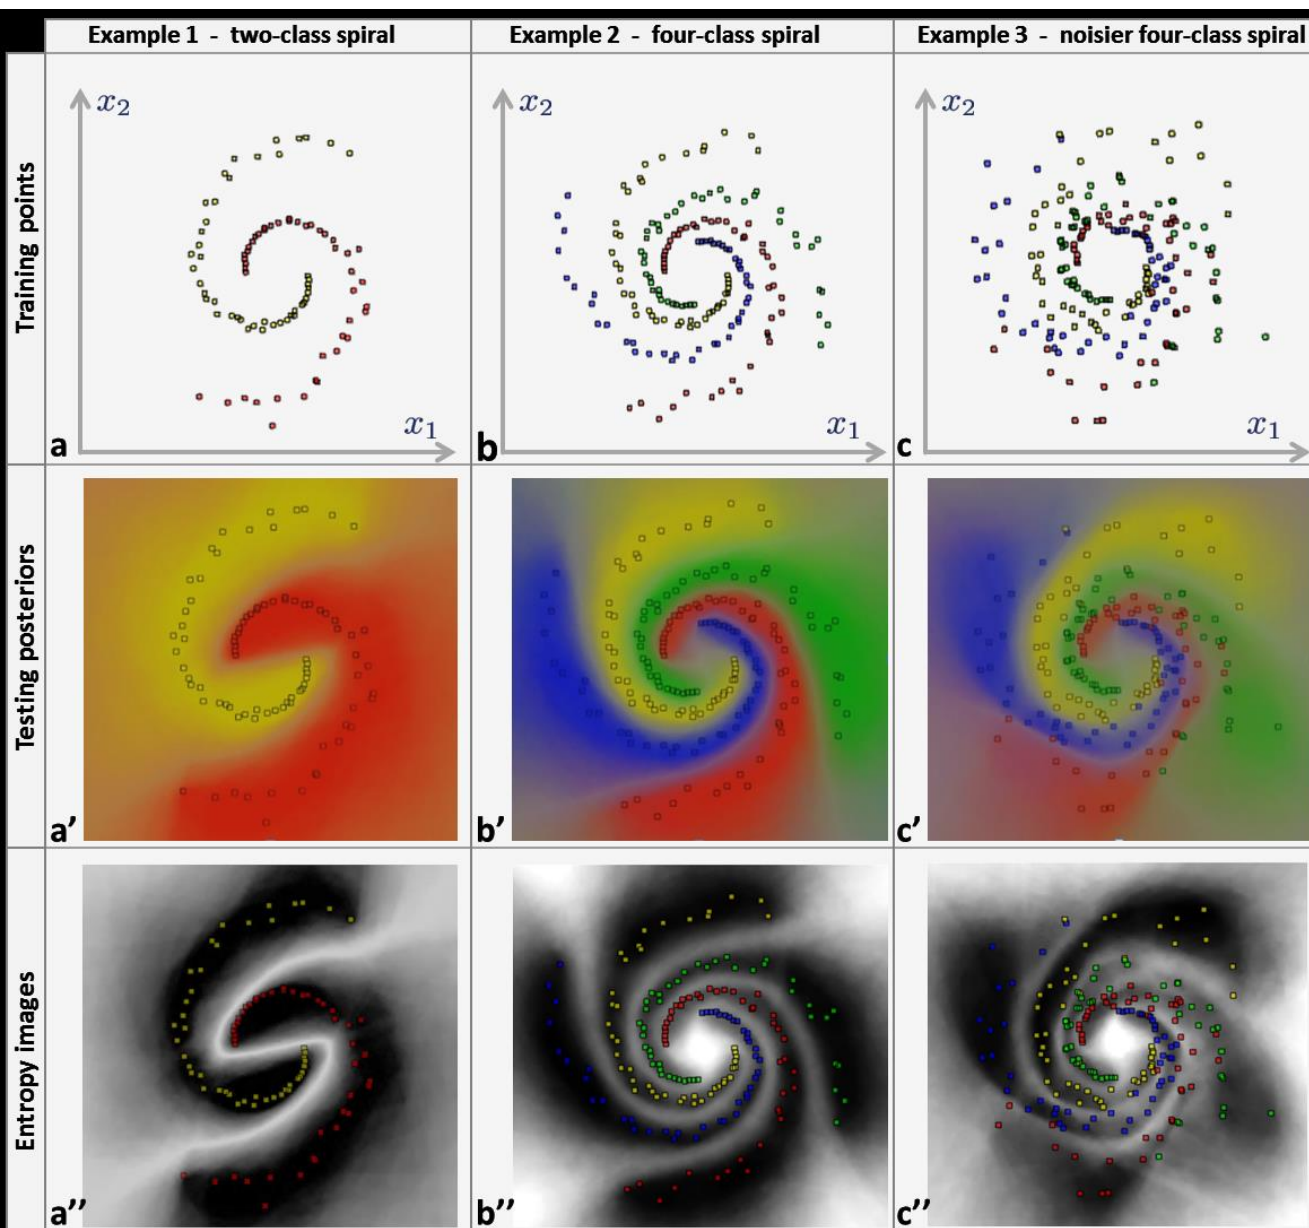 Example 1 - two-class spiral
Example 2 - four-class spiral
Example 3 - noisier four-class spiral
Training points
x2
x1
a
x2
x1
b
x2
x1
c
Testing posteriors
a′
b′
c′
Entropy images
a′′
b′′
c′′